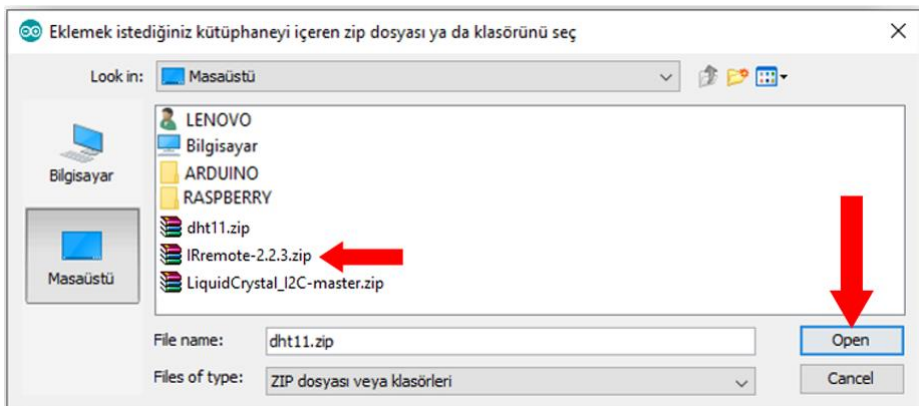 Eklemek istediğiniz kütüphaneyi içeren zip dosyası ya da klasörünü seç
Look in: Masaüstü
LENOVO
Bilgisayar
ARDUINO
RASPBERRY
dht11.zip
IRremote-2.2.3.zip
LiquidCrystal_I2C-master.zip
Bilgisayar
Masaüstü
File name: dht11.zip Open
Files of type: ZIP dosyası veya klasörleri Cancel